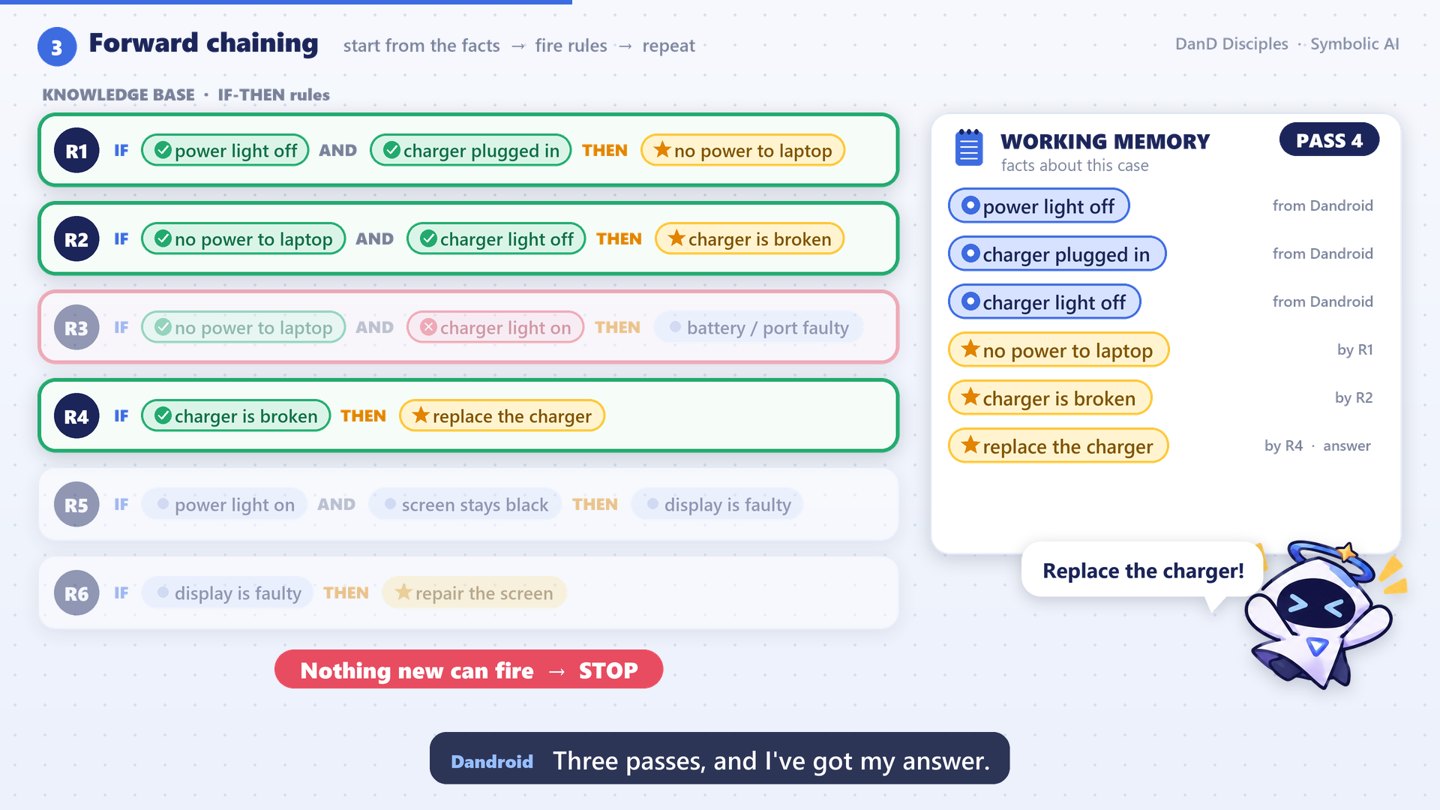 3 Forward chaining start from the facts → fire rules → repeat
DanD Disciples · Symbolic AI
KNOWLEDGE BASE · IF-THEN rules
R1 IF power light off AND charger plugged in THEN no power to laptop
R2 IF no power to laptop AND charger light off THEN charger is broken
R3 IF no power to laptop AND charger light on THEN battery / port faulty
R4 IF charger is broken THEN replace the charger
R5 IF power light on AND screen stays black THEN display is faulty
R6 IF display is faulty THEN repair the screen
Nothing new can fire → STOP
WORKING MEMORY PASS 4
facts about this case
power light off from Dandroid
charger plugged in from Dandroid
charger light off from Dandroid
no power to laptop by R1
charger is broken by R2
replace the charger by R4 · answer
Replace the charger!
Dandroid Three passes, and I've got my answer.